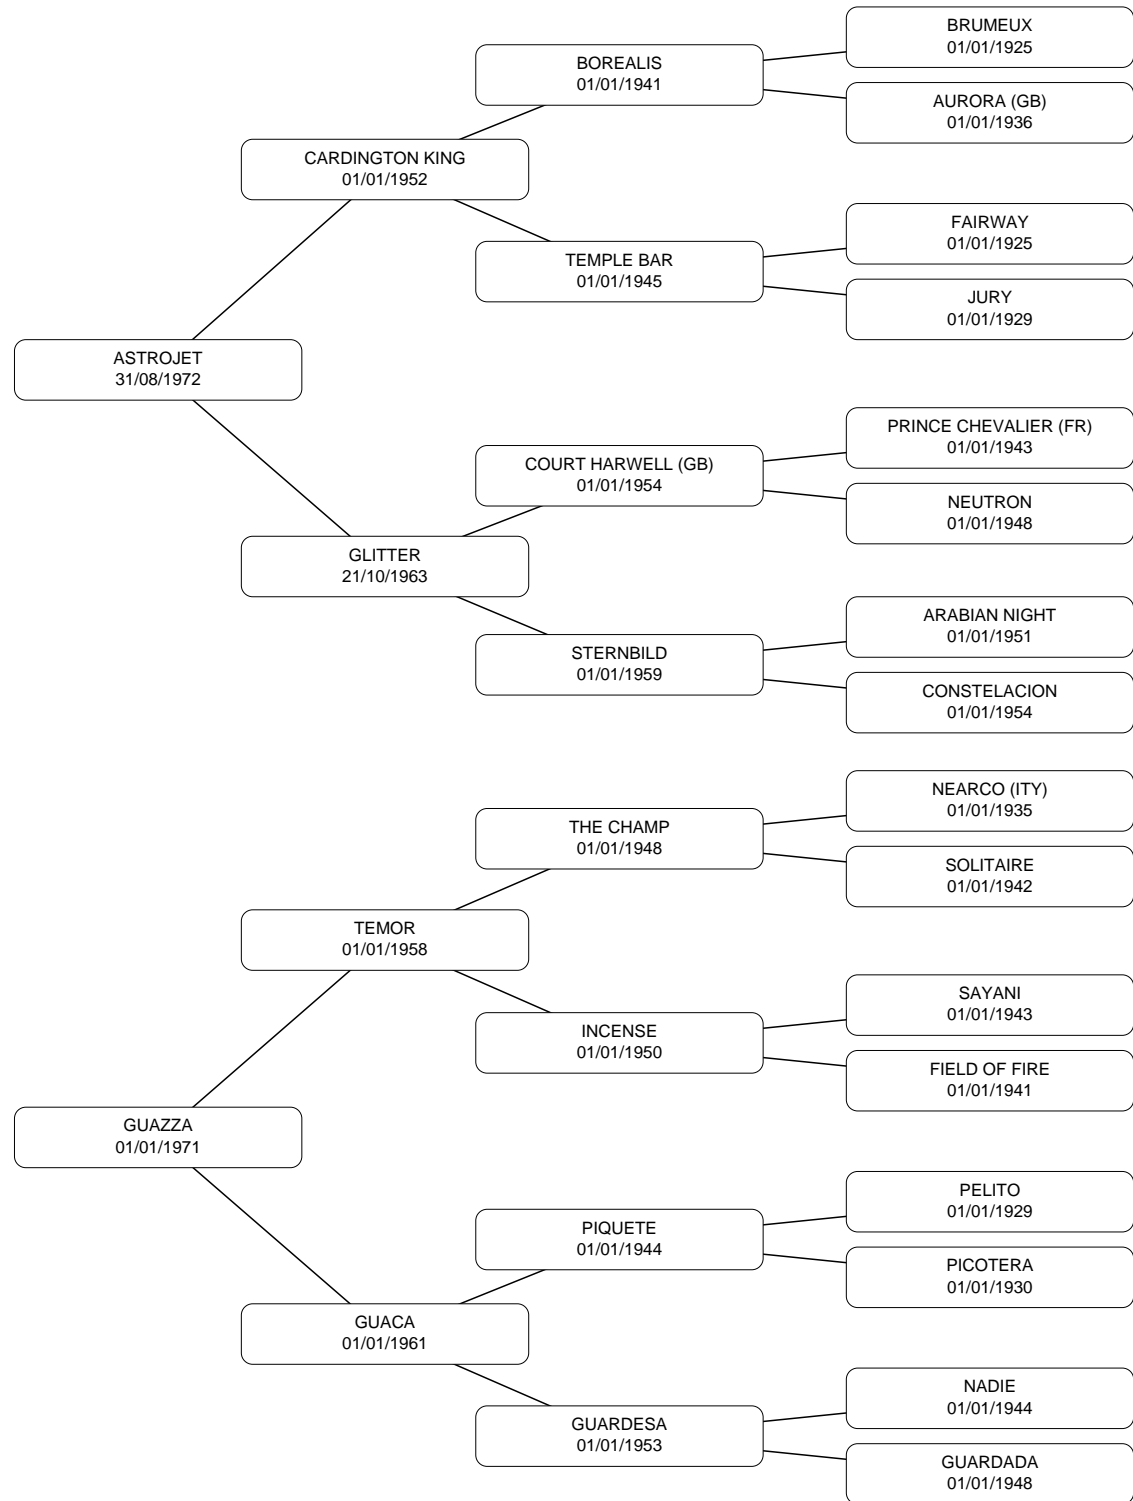 BRUMEUX
01/01/1925
BOREALIS
01/01/1941
AURORA (GB)
01/01/1936
CARDINGTON KING
01/01/1952
FAIRWAY
01/01/1925
TEMPLE BAR
01/01/1945
JURY
01/01/1929
ASTROJET
31/08/1972
PRINCE CHEVALIER (FR)
01/01/1943
COURT HARWELL (GB)
01/01/1954
NEUTRON
01/01/1948
GLITTER
21/10/1963
ARABIAN NIGHT
01/01/1951
STERNBILD
01/01/1959
CONSTELACION
01/01/1954
NEARCO (ITY)
01/01/1935
THE CHAMP
01/01/1948
SOLITAIRE
01/01/1942
TEMOR
01/01/1958
SAYANI
01/01/1943
INCENSE
01/01/1950
FIELD OF FIRE
01/01/1941
GUAZZA
01/01/1971
PELITO
01/01/1929
PIQUETE
01/01/1944
PICOTERA
01/01/1930
GUACA
01/01/1961
NADIE
01/01/1944
GUARDESA
01/01/1953
GUARDADA
01/01/1948